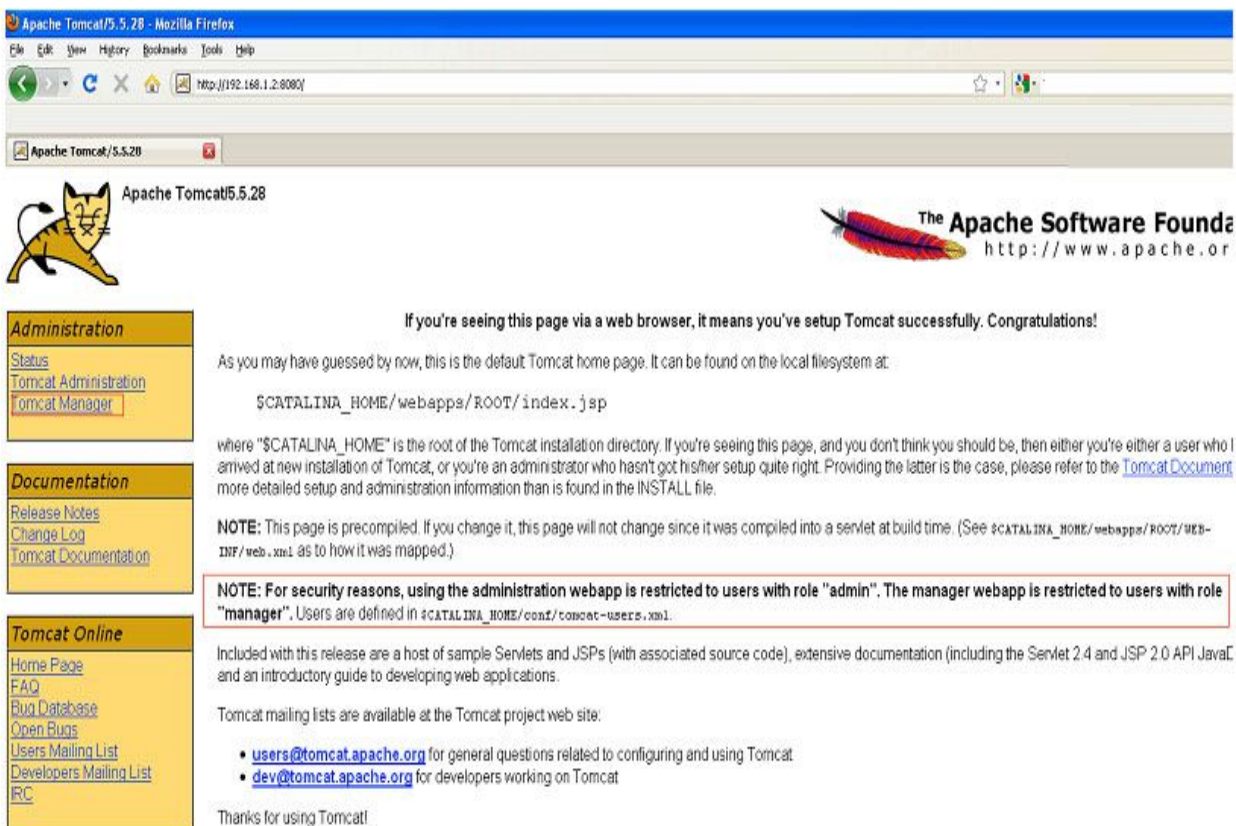 Apache Tomcat/5.5.28 - Mozilla Firefox
File Edit View History Bookmarks Tools Help
http://192.168.1.2:8080/
Apache Tomcat/5.5.28
Apache Tomcat/5.5.28
The Apache Software Founda
http://www.apache.or
Administration
Status
Tomcat Administration
Tomcat Manager
Documentation
Release Notes
Change Log
Tomcat Documentation
Tomcat Online
Home Page
FAQ
Bug Database
Open Bugs
Users Mailing List
Developers Mailing List
IRC
If you're seeing this page via a web browser, it means you've setup Tomcat successfully. Congratulations!
As you may have guessed by now, this is the default Tomcat home page. It can be found on the local filesystem at:
$CATALINA_HOME/webapps/ROOT/index.jsp
where "$CATALINA_HOME" is the root of the Tomcat installation directory. If you're seeing this page, and you don't think you should be, then either you're either a user who
arrived at new installation of Tomcat, or you're an administrator who hasn't got his/her setup quite right. Providing the latter is the case, please refer to the Tomcat Document
more detailed setup and administration information than is found in the INSTALL file.
NOTE: This page is precompiled. If you change it, this page will not change since it was compiled into a servlet at build time. (See $CATALINA_HOME/webapps/ROOT/WEB-
INF/web.xml as to how it was mapped.)
NOTE: For security reasons, using the administration webapp is restricted to users with role "admin". The manager webapp is restricted to users with role
"manager". Users are defined in $CATALINA_HOME/conf/tomcat-users.xml.
Included with this release are a host of sample Servlets and JSPs (with associated source code), extensive documentation (including the Servlet 2.4 and JSP 2.0 API JavaD
and an introductory guide to developing web applications.
Tomcat mailing lists are available at the Tomcat project web site:
• users@tomcat.apache.org for general questions related to configuring and using Tomcat
• dev@tomcat.apache.org for developers working on Tomcat
Thanks for using Tomcat!